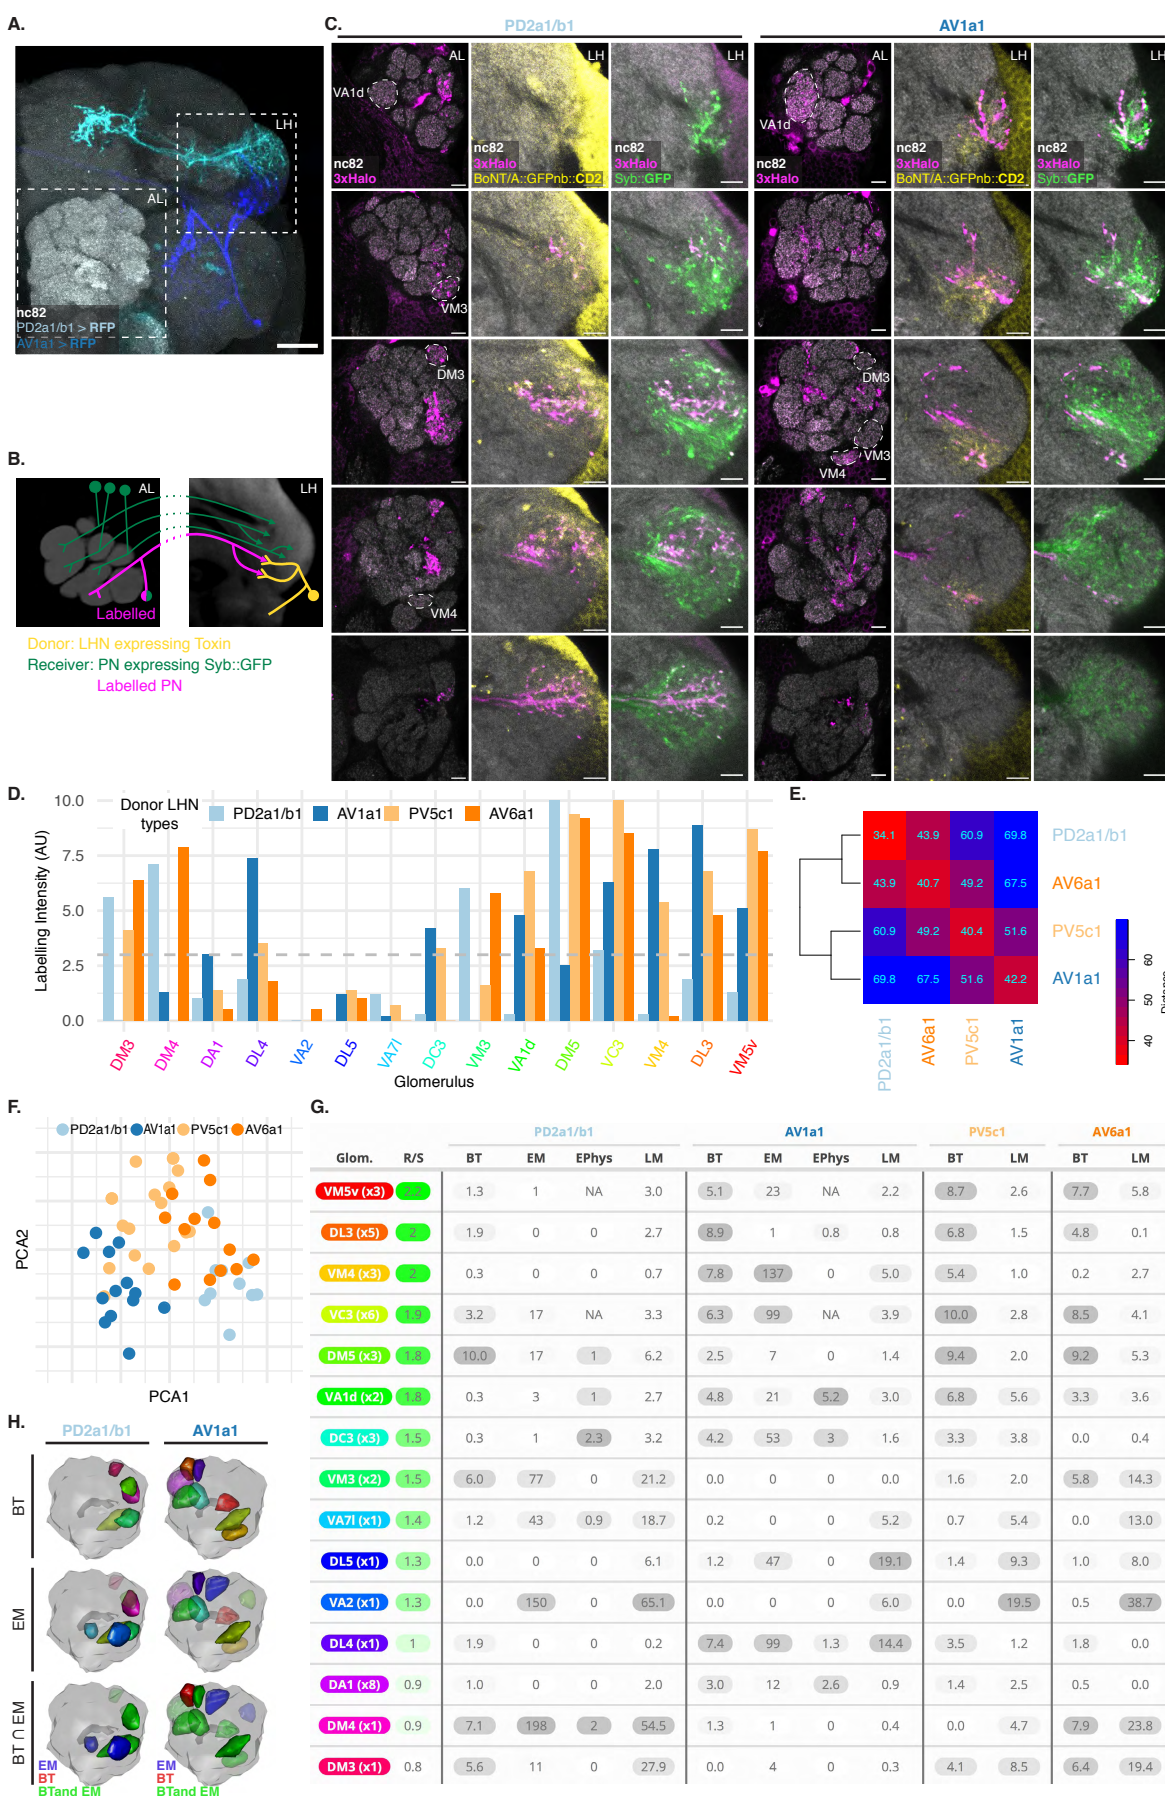 A.
LH
AL
nc82
PD2a1/b1 > RFP
AV1a1 > RFP
B.
AL
LH
Labelled
Donor: LHN expressing Toxin
Receiver: PN expressing Syb::GFP
Labelled PN
C.
PD2a1/b1
AV1a1
AL
VA1d
nc82
3xHalo
LH
nc82
3xHalo
BoNT/A::GFPnb::CD2
LH
nc82
3xHalo
Syb::GFP
AL
VA1d
nc82
3xHalo
LH
nc82
3xHalo
BoNT/A::GFPnb::CD2
LH
nc82
3xHalo
Syb::GFP
VM3
DM3
DM3
VM3
VM4
VM4
D.
Donor LHN types
PD2a1/b1 AV1a1 PV5c1 AV6a1
Labelling Intensity (AU)
10.0
7.5
5.0
2.5
0.0
DM3 DM4 DA1 DL4 VA2 DL5 VA7l DC3 VM3 VA1d DM5 VC3 VM4 DL3 VM5v
Glomerulus
E.
34.1 43.9 60.9 69.8 PD2a1/b1
43.9 40.7 49.2 67.5 AV6a1
60.9 49.2 40.4 51.6 PV5c1
69.8 67.5 51.6 42.2 AV1a1
PD2a1/b1 AV6a1 PV5c1 AV1a1
60
50
40
Distance
F.
PD2a1/b1 AV1a1 PV5c1 AV6a1
PCA2
PCA1
G.
PD2a1/b1 AV1a1 PV5c1 AV6a1
Glom. R/S BT EM EPhys LM BT EM EPhys LM BT LM BT LM
VM5v (x3) 2.2 1.3 1 NA 3.0 5.1 23 NA 2.2 8.7 2.6 7.7 5.8
DL3 (x5) 2 1.9 0 0 2.7 8.9 1 0.8 0.8 6.8 1.5 4.8 0.1
VM4 (x3) 2 0.3 0 0 0.7 7.8 137 0 5.0 5.4 1.0 0.2 2.7
VC3 (x6) 1.9 3.2 17 NA 3.3 6.3 99 NA 3.9 10.0 2.8 8.5 4.1
DM5 (x3) 1.8 10.0 17 1 6.2 2.5 7 0 1.4 9.4 2.0 9.2 5.3
VA1d (x2) 1.8 0.3 3 1 2.7 4.8 21 5.2 3.0 6.8 5.6 3.3 3.6
DC3 (x3) 1.5 0.3 1 2.3 3.2 4.2 53 3 1.6 3.3 3.8 0.0 0.4
VM3 (x2) 1.5 6.0 77 0 21.2 0.0 0 0 0.0 1.6 2.0 5.8 14.3
VA7l (x1) 1.4 1.2 43 0.9 18.7 0.2 0 0 5.2 0.7 5.4 0.0 13.0
DL5 (x1) 1.3 0.0 0 0 6.1 1.2 47 0 19.1 1.4 9.3 1.0 8.0
VA2 (x1) 1.3 0.0 150 0 65.1 0.0 0 0 6.0 0.0 19.5 0.5 38.7
DL4 (x1) 1 1.9 0 0 0.2 7.4 99 1.3 14.4 3.5 1.2 1.8 0.0
DA1 (x8) 0.9 1.0 0 0 2.0 3.0 12 2.6 0.9 1.4 2.5 0.5 0.0
DM4 (x1) 0.9 7.1 198 2 54.5 1.3 1 0 0.4 0.0 4.7 7.9 23.8
DM3 (x1) 0.8 5.6 11 0 27.9 0.0 4 0 0.3 4.1 8.5 6.4 19.4
H.
PD2a1/b1
AV1a1
BT
EM
BT ∩ EM
EM
BT
BTand EM
EM
BT
BTand EM